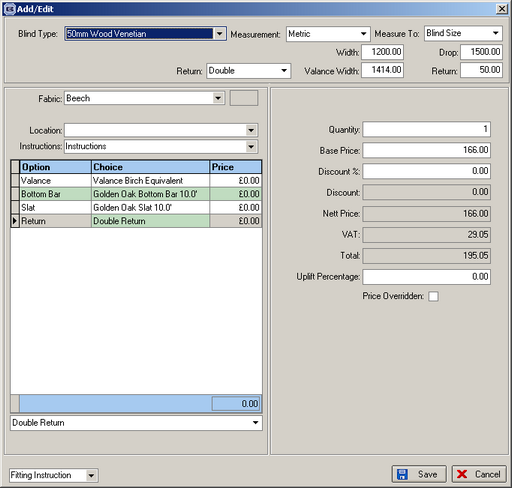 Add/Edit
Blind Type: 50mm Wood Venetian Measurement: Metric Measure To: Blind Size
Width: 1200.00 Drop: 1500.00
Return: Double Valance Width: 1414.00 Return: 50.00
Fabric: Beech
Location:
Instructions: Instructions
Option Choice Price
Valance Valance Birch Equivalent £0.00
Bottom Bar Golden Oak Bottom Bar 10.0' £0.00
Slat Golden Oak Slat 10.0' £0.00
Return Double Return £0.00
0.00
Double Return
Quantity: 1
Base Price: 166.00
Discount %: 0.00
Discount: 0.00
Nett Price: 166.00
VAT: 29.05
Total: 195.05
Uplift Percentage: 0.00
Price Overridden:
Fitting Instruction Save Cancel